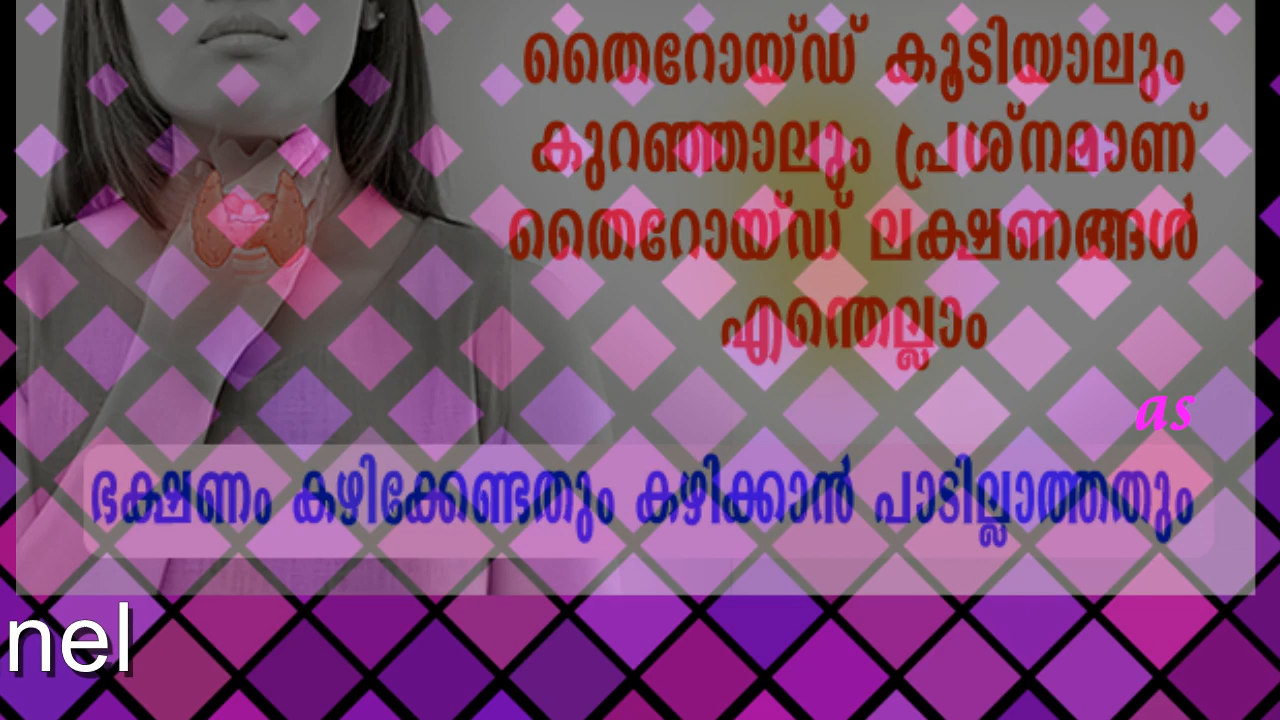 തൈറോയ്ഡ് കൂടിയാലും
കുറഞ്ഞാലും പ്രശ്നമാണ്
തൈറോയ്ഡ് ലക്ഷണങ്ങൾ
എന്തെല്ലാം
as
ഭക്ഷണം കഴിക്കേണ്ടതും കഴിക്കാൻ പാടില്ലാത്തതും
nel